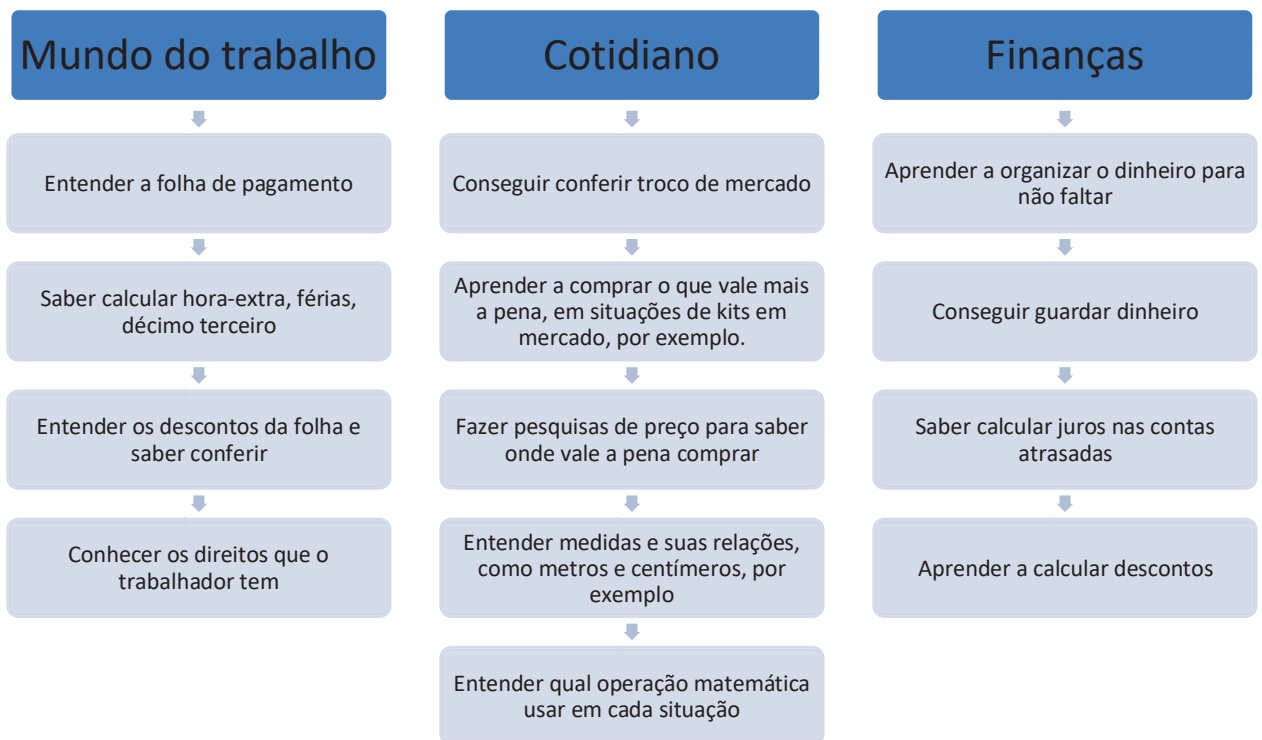 Mundo do trabalho
Entender a folha de pagamento
Saber calcular hora-extra, férias,
décimo terceiro
Entender os descontos da folha e
saber conferir
Conhecer os direitos que o
trabalhador tem
Cotidiano
Conseguir conferir troco de mercado
Aprender a comprar o que vale mais
a pena, em situações de kits em
mercado, por exemplo.
Fazer pesquisas de preço para saber
onde vale a pena comprar
Entender medidas e suas relações,
como metros e centímeros, por
exemplo
Entender qual operação matemática
usar em cada situação
Finanças
Aprender a organizar o dinheiro para
não faltar
Conseguir guardar dinheiro
Saber calcular juros nas contas
atrasadas
Aprender a calcular descontos